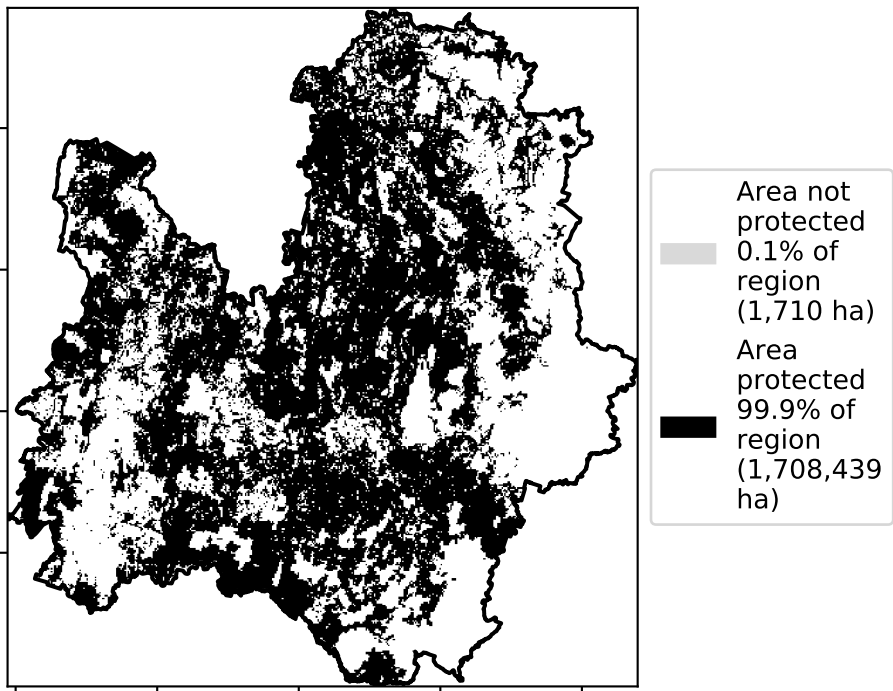 Area not
protected
0.1% of
region
(1,710 ha)
Area
protected
99.9% of
region
(1,708,439
ha)